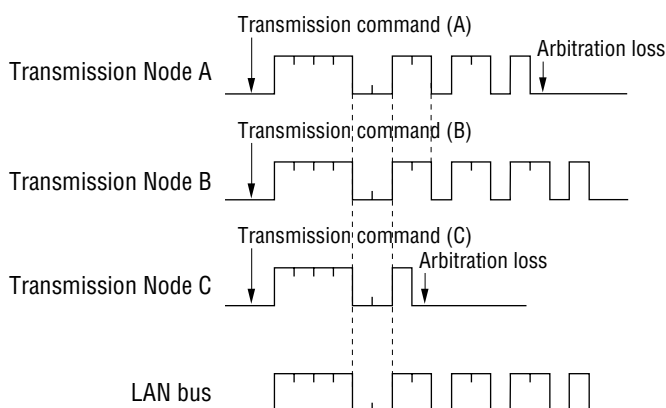 Transmission command (A)
Arbitration loss
Transmission Node A
Transmission command (B)
Transmission Node B
Transmission command (C)
Arbitration loss
Transmission Node C
LAN bus